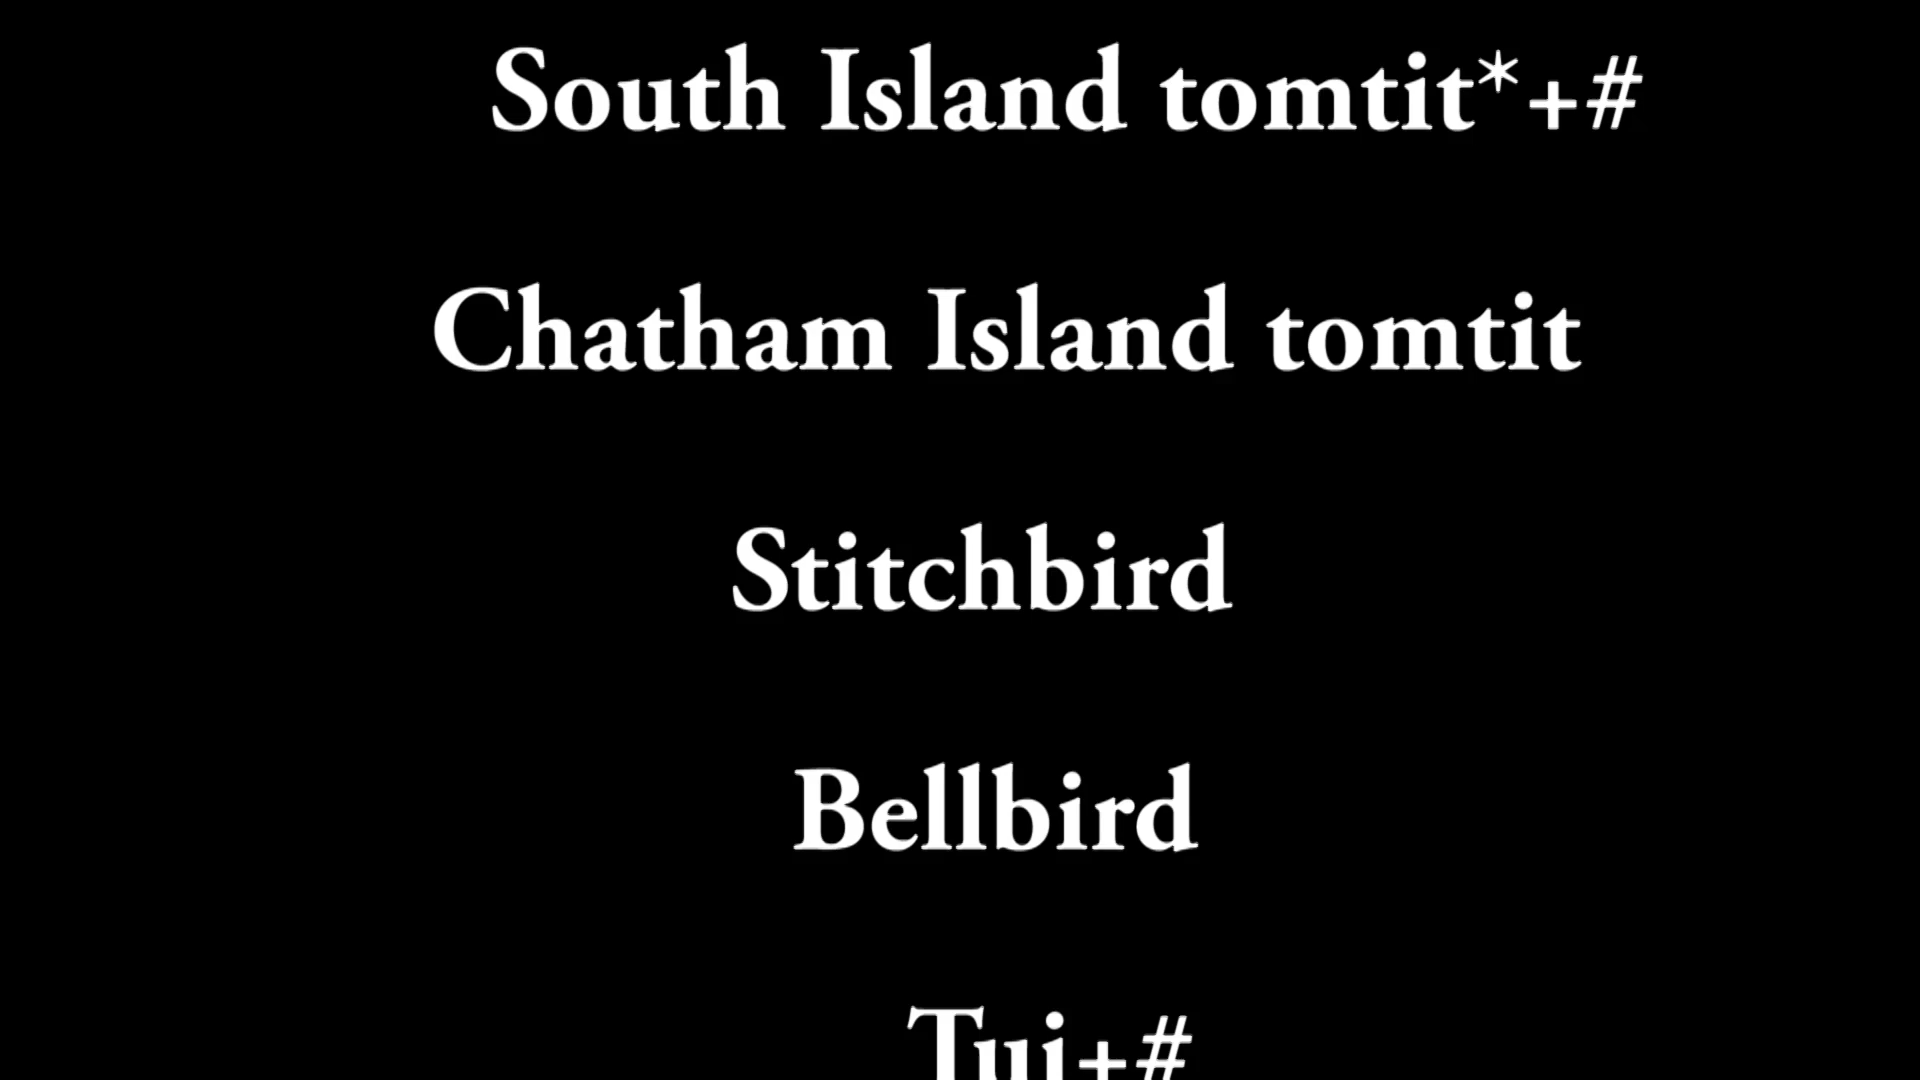 South Island tomtit*+#
Chatham Island tomtit
Stitchbird
Bellbird
Tui+#